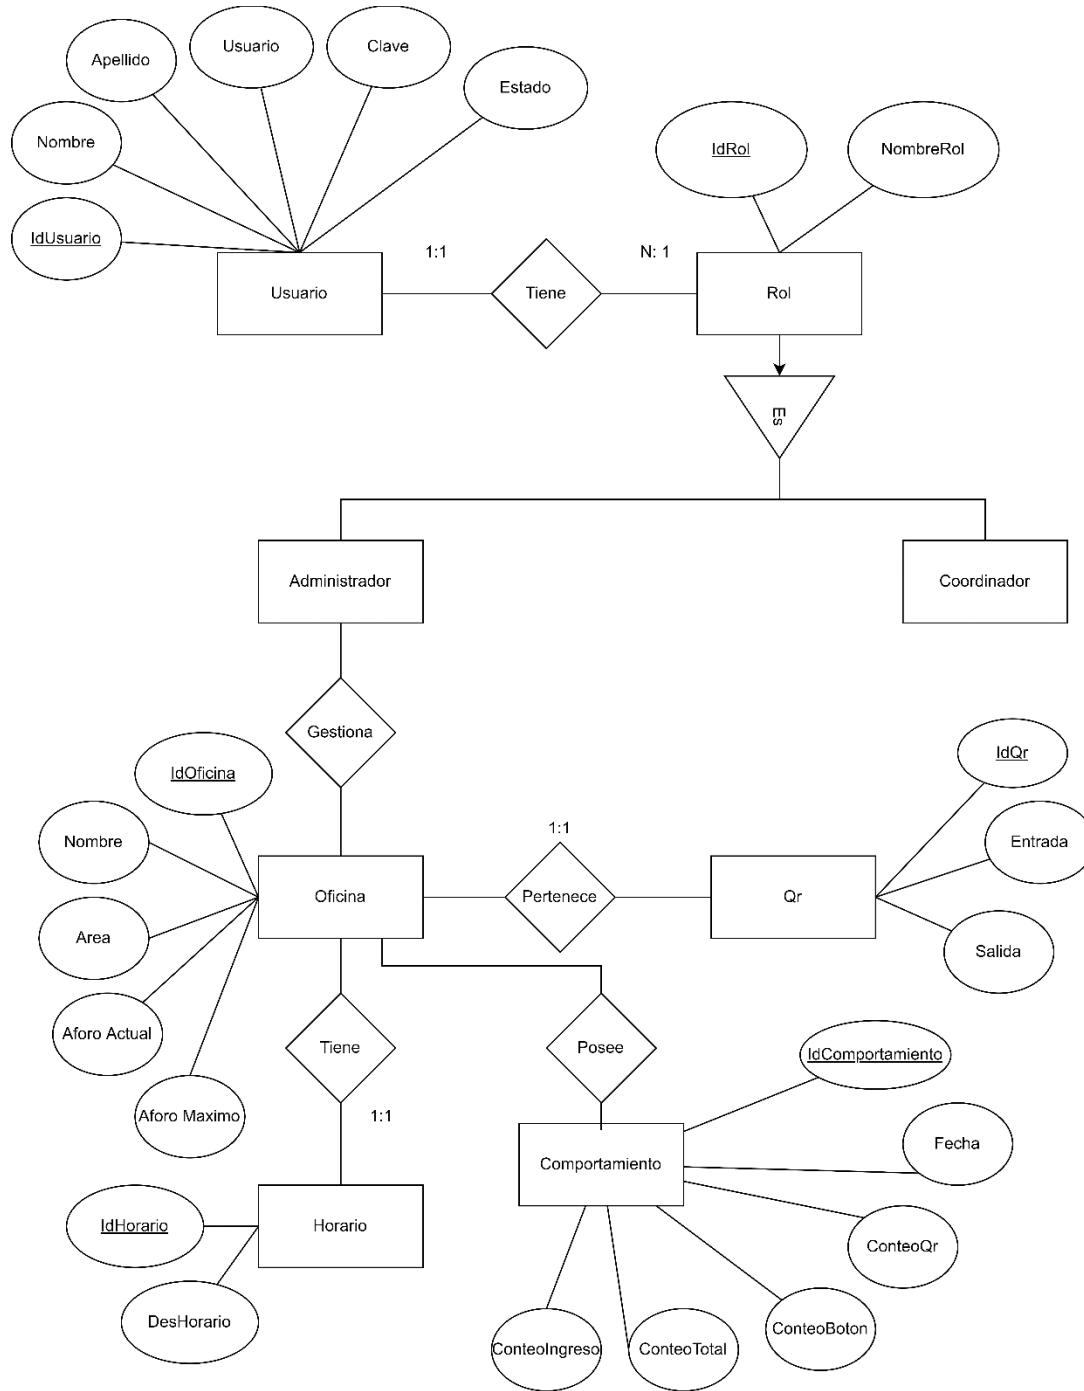 Usuario
Clave
Apellido
Estado
Nombre
IdRol
NombreRol
IdUsuario
1:1
N: 1
Usuario
Tiene
Rol
Es
Administrador
Coordinador
Gestiona
IdOficina
IdQr
Nombre
1:1
Entrada
Oficina
Pertenece
Qr
Area
Salida
Aforo Actual
Tiene
Posee
IdComportamiento
Aforo Maximo
1:1
Fecha
Comportamiento
IdHorario
Horario
ConteoQr
DesHorario
ConteoBoton
ConteoIngreso
ConteoTotal